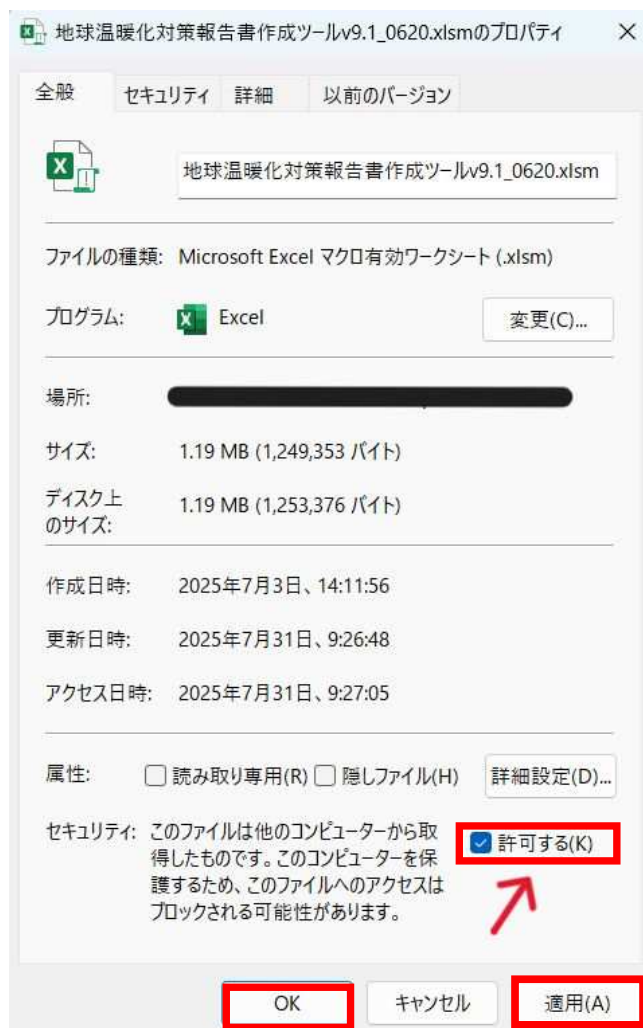 地球温暖化対策報告書作成ツールv9.1_0620.xlsmのプロパティ
全般 セキュリティ 詳細 以前のバージョン
地球温暖化対策報告書作成ツールv9.1_0620.xlsm
ファイルの種類: Microsoft Excel マクロ有効ワークシート (.xlsm)
プログラム: Excel 変更(C)...
場所:
サイズ: 1.19 MB (1,249,353 バイト)
ディスク上
のサイズ: 1.19 MB (1,253,376 バイト)
作成日時: 2025年7月3日、14:11:56
更新日時: 2025年7月31日、9:26:48
アクセス日時: 2025年7月31日、9:27:05
属性: 読み取り専用(R) 隠しファイル(H) 詳細設定(D)...
セキュリティ: このファイルは他のコンピューターから取 許可する(K)
得したものです。このコンピューターを保
護するため、このファイルへのアクセスは
ブロックされる可能性があります。
OK キャンセル 適用(A)